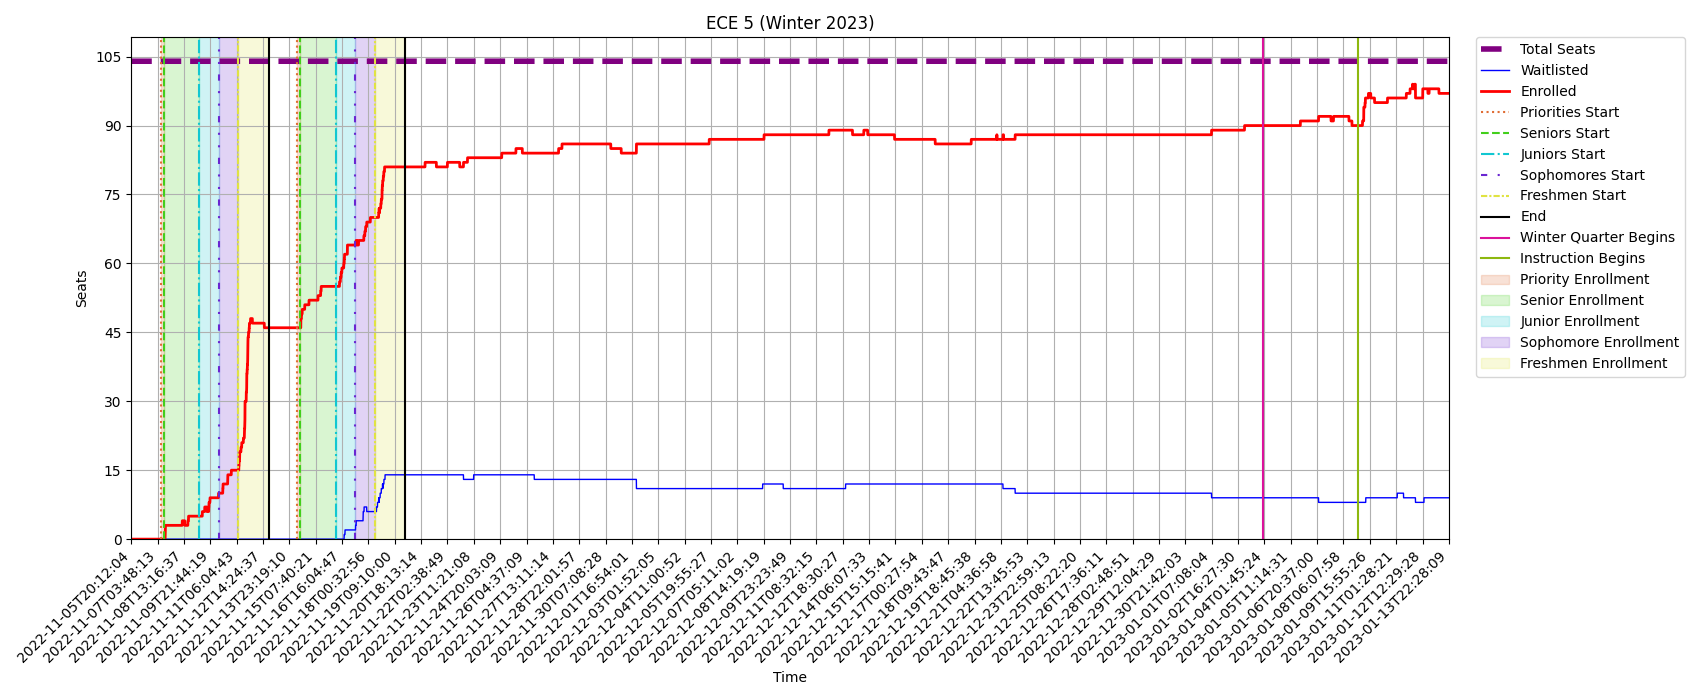 ECE 5 (Winter 2023)
Seats
105
90
75
60
45
30
15
0
2022-11-05T20:12:04
2022-11-07T03:48:13
2022-11-08T13:16:37
2022-11-09T21:44:19
2022-11-11T06:04:43
2022-11-12T14:24:37
2022-11-13T23:19:10
2022-11-15T07:40:21
2022-11-16T16:04:47
2022-11-18T00:32:56
2022-11-19T09:10:00
2022-11-20T18:13:14
2022-11-22T02:38:49
2022-11-23T11:21:08
2022-11-24T20:03:09
2022-11-26T04:37:09
2022-11-27T13:11:14
2022-11-28T22:01:57
2022-11-30T07:08:28
2022-12-01T16:54:01
2022-12-03T01:52:05
2022-12-04T11:00:52
2022-12-05T19:55:27
2022-12-07T05:11:02
2022-12-08T14:19:19
2022-12-09T23:23:49
2022-12-11T08:32:15
2022-12-12T18:30:27
2022-12-14T06:07:33
2022-12-15T15:15:41
2022-12-17T00:27:54
2022-12-18T09:43:47
2022-12-19T18:45:38
2022-12-21T04:36:58
2022-12-22T13:45:53
2022-12-23T22:59:13
2022-12-25T08:22:20
2022-12-26T17:36:11
2022-12-28T02:48:51
2022-12-29T12:04:29
2022-12-30T21:42:03
2023-01-01T07:08:04
2023-01-02T16:27:30
2023-01-04T01:45:24
2023-01-05T11:14:31
2023-01-06T20:37:00
2023-01-08T06:07:58
2023-01-09T15:55:26
2023-01-11T01:28:21
2023-01-12T12:29:28
2023-01-13T22:28:09
Time
Total Seats
Waitlisted
Enrolled
Priorities Start
Seniors Start
Juniors Start
Sophomores Start
Freshmen Start
End
Winter Quarter Begins
Instruction Begins
Priority Enrollment
Senior Enrollment
Junior Enrollment
Sophomore Enrollment
Freshmen Enrollment